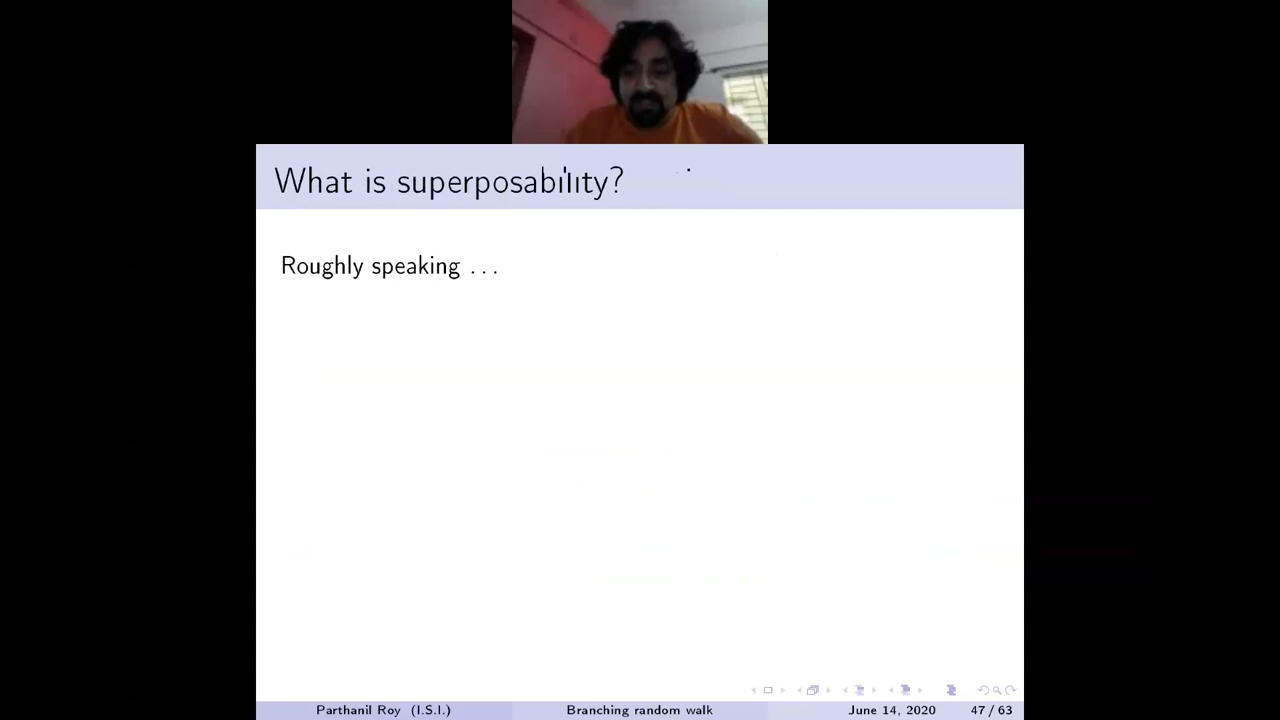 What is superposability?
Roughly speaking ...
Parthanil Roy (I.S.I.) Branching random walk June 14, 2020 47 / 63